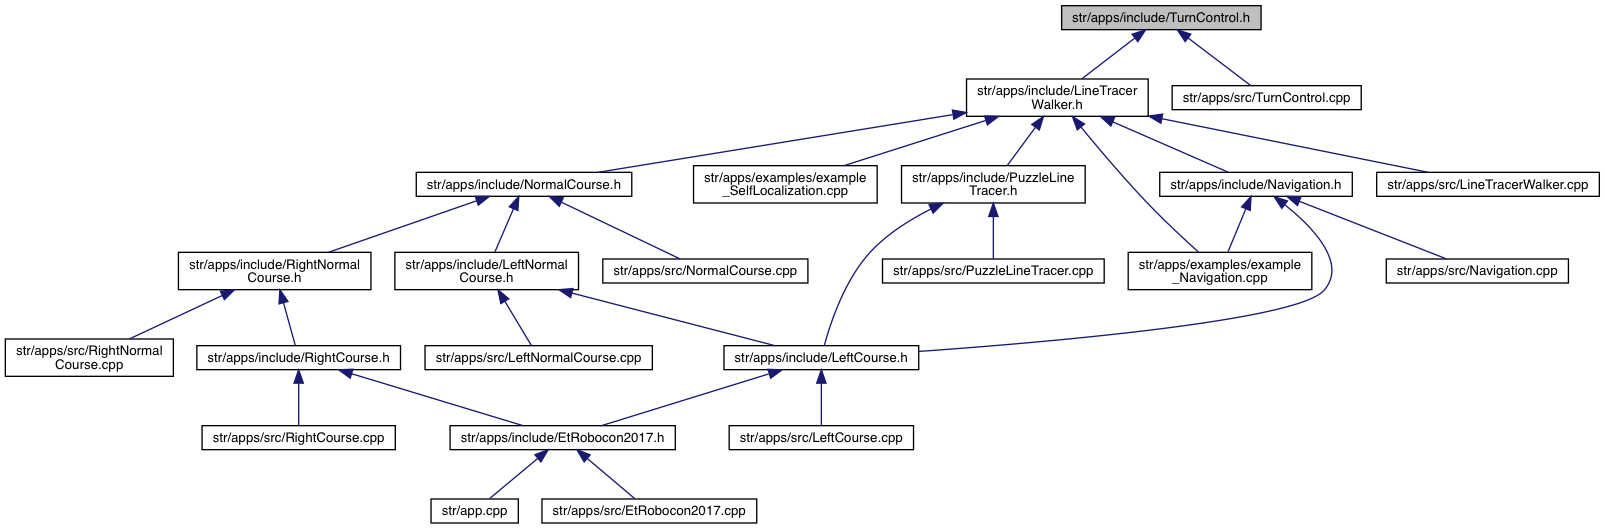 str/apps/include/TurnControl.h
str/apps/include/LineTracer
Walker.h
str/apps/src/TurnControl.cpp
str/apps/include/NormalCourse.h
str/apps/examples/example
_SelfLocalization.cpp
str/apps/include/PuzzleLine
Tracer.h
str/apps/include/Navigation.h
str/apps/src/LineTracerWalker.cpp
str/apps/include/RightNormal
Course.h
str/apps/include/LeftNormal
Course.h
str/apps/src/NormalCourse.cpp
str/apps/src/PuzzleLineTracer.cpp
str/apps/examples/example
_Navigation.cpp
str/apps/src/Navigation.cpp
str/apps/src/RightNormal
Course.cpp
str/apps/include/RightCourse.h
str/apps/src/LeftNormalCourse.cpp
str/apps/include/LeftCourse.h
str/apps/src/RightCourse.cpp
str/apps/include/EtRobocon2017.h
str/apps/src/LeftCourse.cpp
str/app.cpp
str/apps/src/EtRobocon2017.cpp